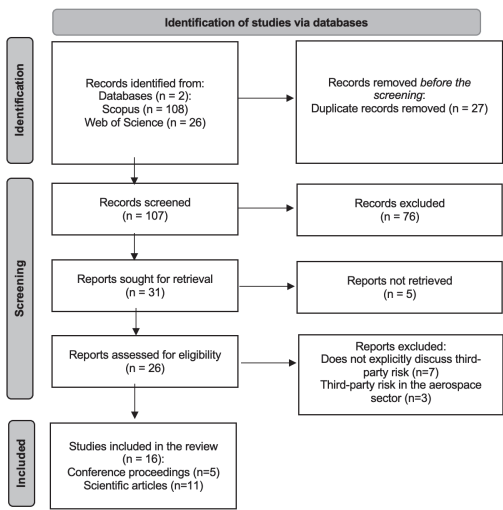 Identification of studies via databases
Identification
Records identified from:
Databases (n = 2):
Scopus (n = 108)
Web of Science (n = 26)
Records removed before the
screening:
Duplicate records removed (n = 27)
Screening
Records screened
(n = 107)
Records excluded
(n = 76)
Reports sought for retrieval
(n = 31)
Reports not retrieved
(n = 5)
Reports assessed for eligibility
(n = 26)
Reports excluded:
Does not explicitly discuss third-
party risk (n=7)
Third-party risk in the aerospace
sector (n=3)
Included
Studies included in the review
(n = 16):
Conference proceedings (n=5)
Scientific articles (n=11)